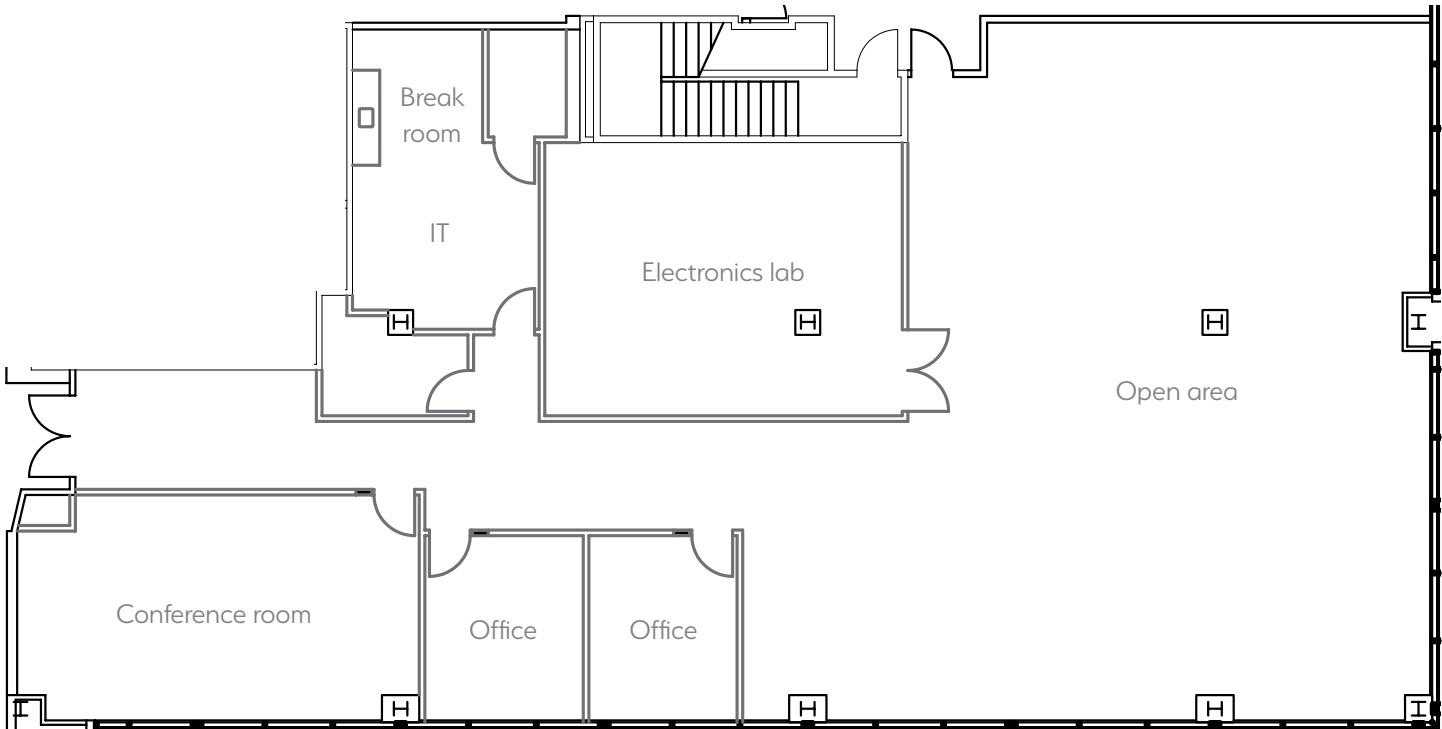 Break
room
IT
Electronics lab
Open area
Conference room
Office
Office